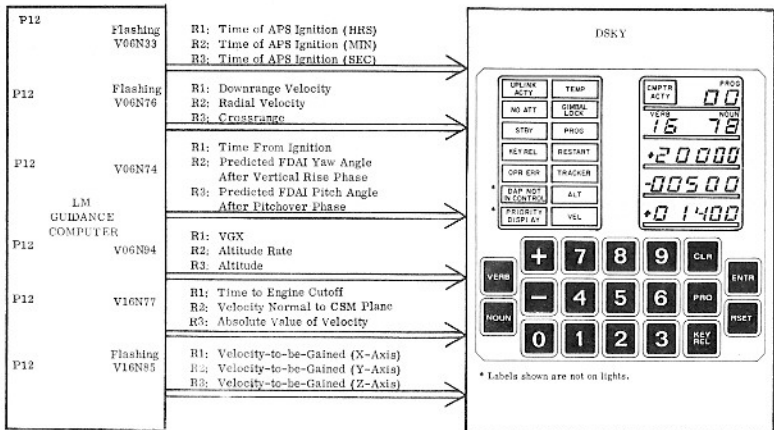 P12
Flashing
V06N33
R1: Time of APS Ignition (HRS)
R2: Time of APS Ignition (MIN)
R3: Time of APS Ignition (SEC)
P12
Flashing
V06N76
R1: Downrange Velocity
R2: Radial Velocity
R3: Crossrange
P12
V06N74
R1: Time From Ignition
R2: Predicted FDAI Yaw Angle
After Vertical Rise Phase
R3: Predicted FDAI Pitch Angle
After Pitchover Phase
LM
GUIDANCE
COMPUTER
P12
V06N94
R1: VGX
R2: Altitude Rate
R3: Altitude
P12
V16N77
R1: Time to Engine Cutoff
R2: Velocity Normal to CSM Plane
R3: Absolute Value of Velocity
P12
Flashing
V16N85
R1: Velocity-to-be-Gained (X-Axis)
R2: Velocity-to-be-Gained (Y-Axis)
R3: Velocity-to-be-Gained (Z-Axis)
DSKY
UPLINK ACTY
TEMP
NO ATT
GIMBAL LOCK
STBY
PROG
KEY REL
RESTART
OPR ERR
TRACKER
* DAP NOT IN CONTROL
ALT
* PRIORITY DISPLAY
VEL
CMPTR ACTY
PROG
00
VERB NOUN
16 78
+20000
-00500
+01400
VERB
NOUN
+ 7 8 9 CLR
- 4 5 6 PRO
0 1 2 3 KEY REL
ENTR
RSET
* Labels shown are not on lights.